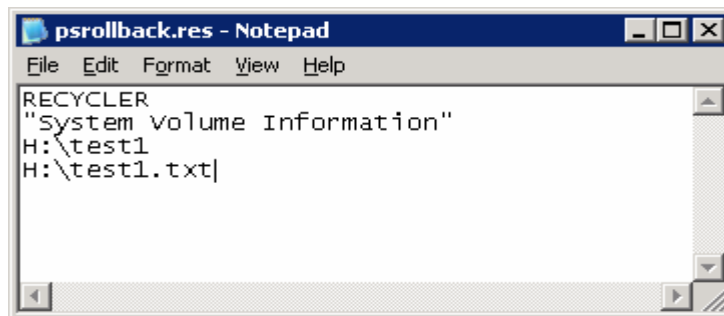 psrollback.res - Notepad
File Edit Format View Help
RECYCLER
"System Volume Information"
H:\test1
H:\test1.txt